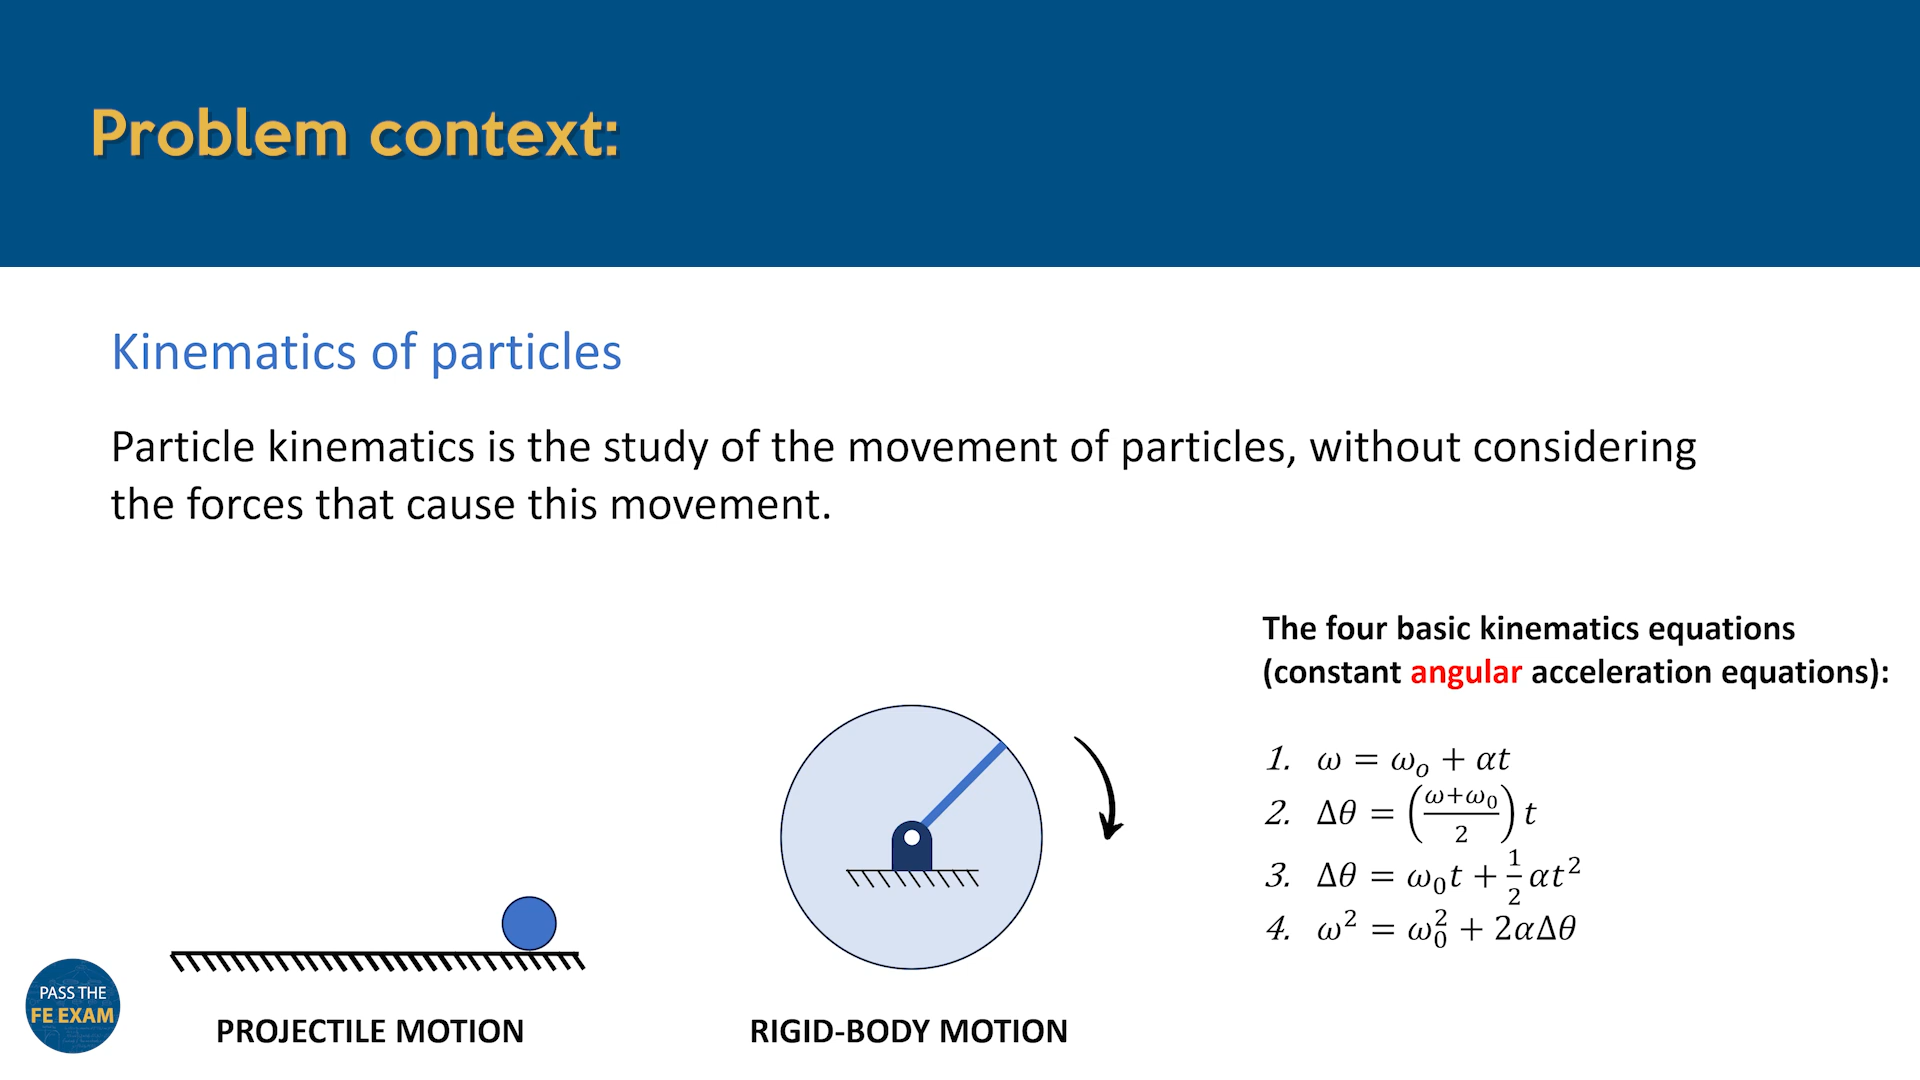 Problem context:
Kinematics of particles
Particle kinematics is the study of the movement of particles, without considering
the forces that cause this movement.
The four basic kinematics equations
(constant angular acceleration equations):
1. ω = ωₒ + αt
2. Δθ = ((ω+ω₀)/2) t
3. Δθ = ω₀t + (1/2)αt²
4. ω² = ω₀² + 2αΔθ
PROJECTILE MOTION
RIGID-BODY MOTION
PASS THE
FE EXAM